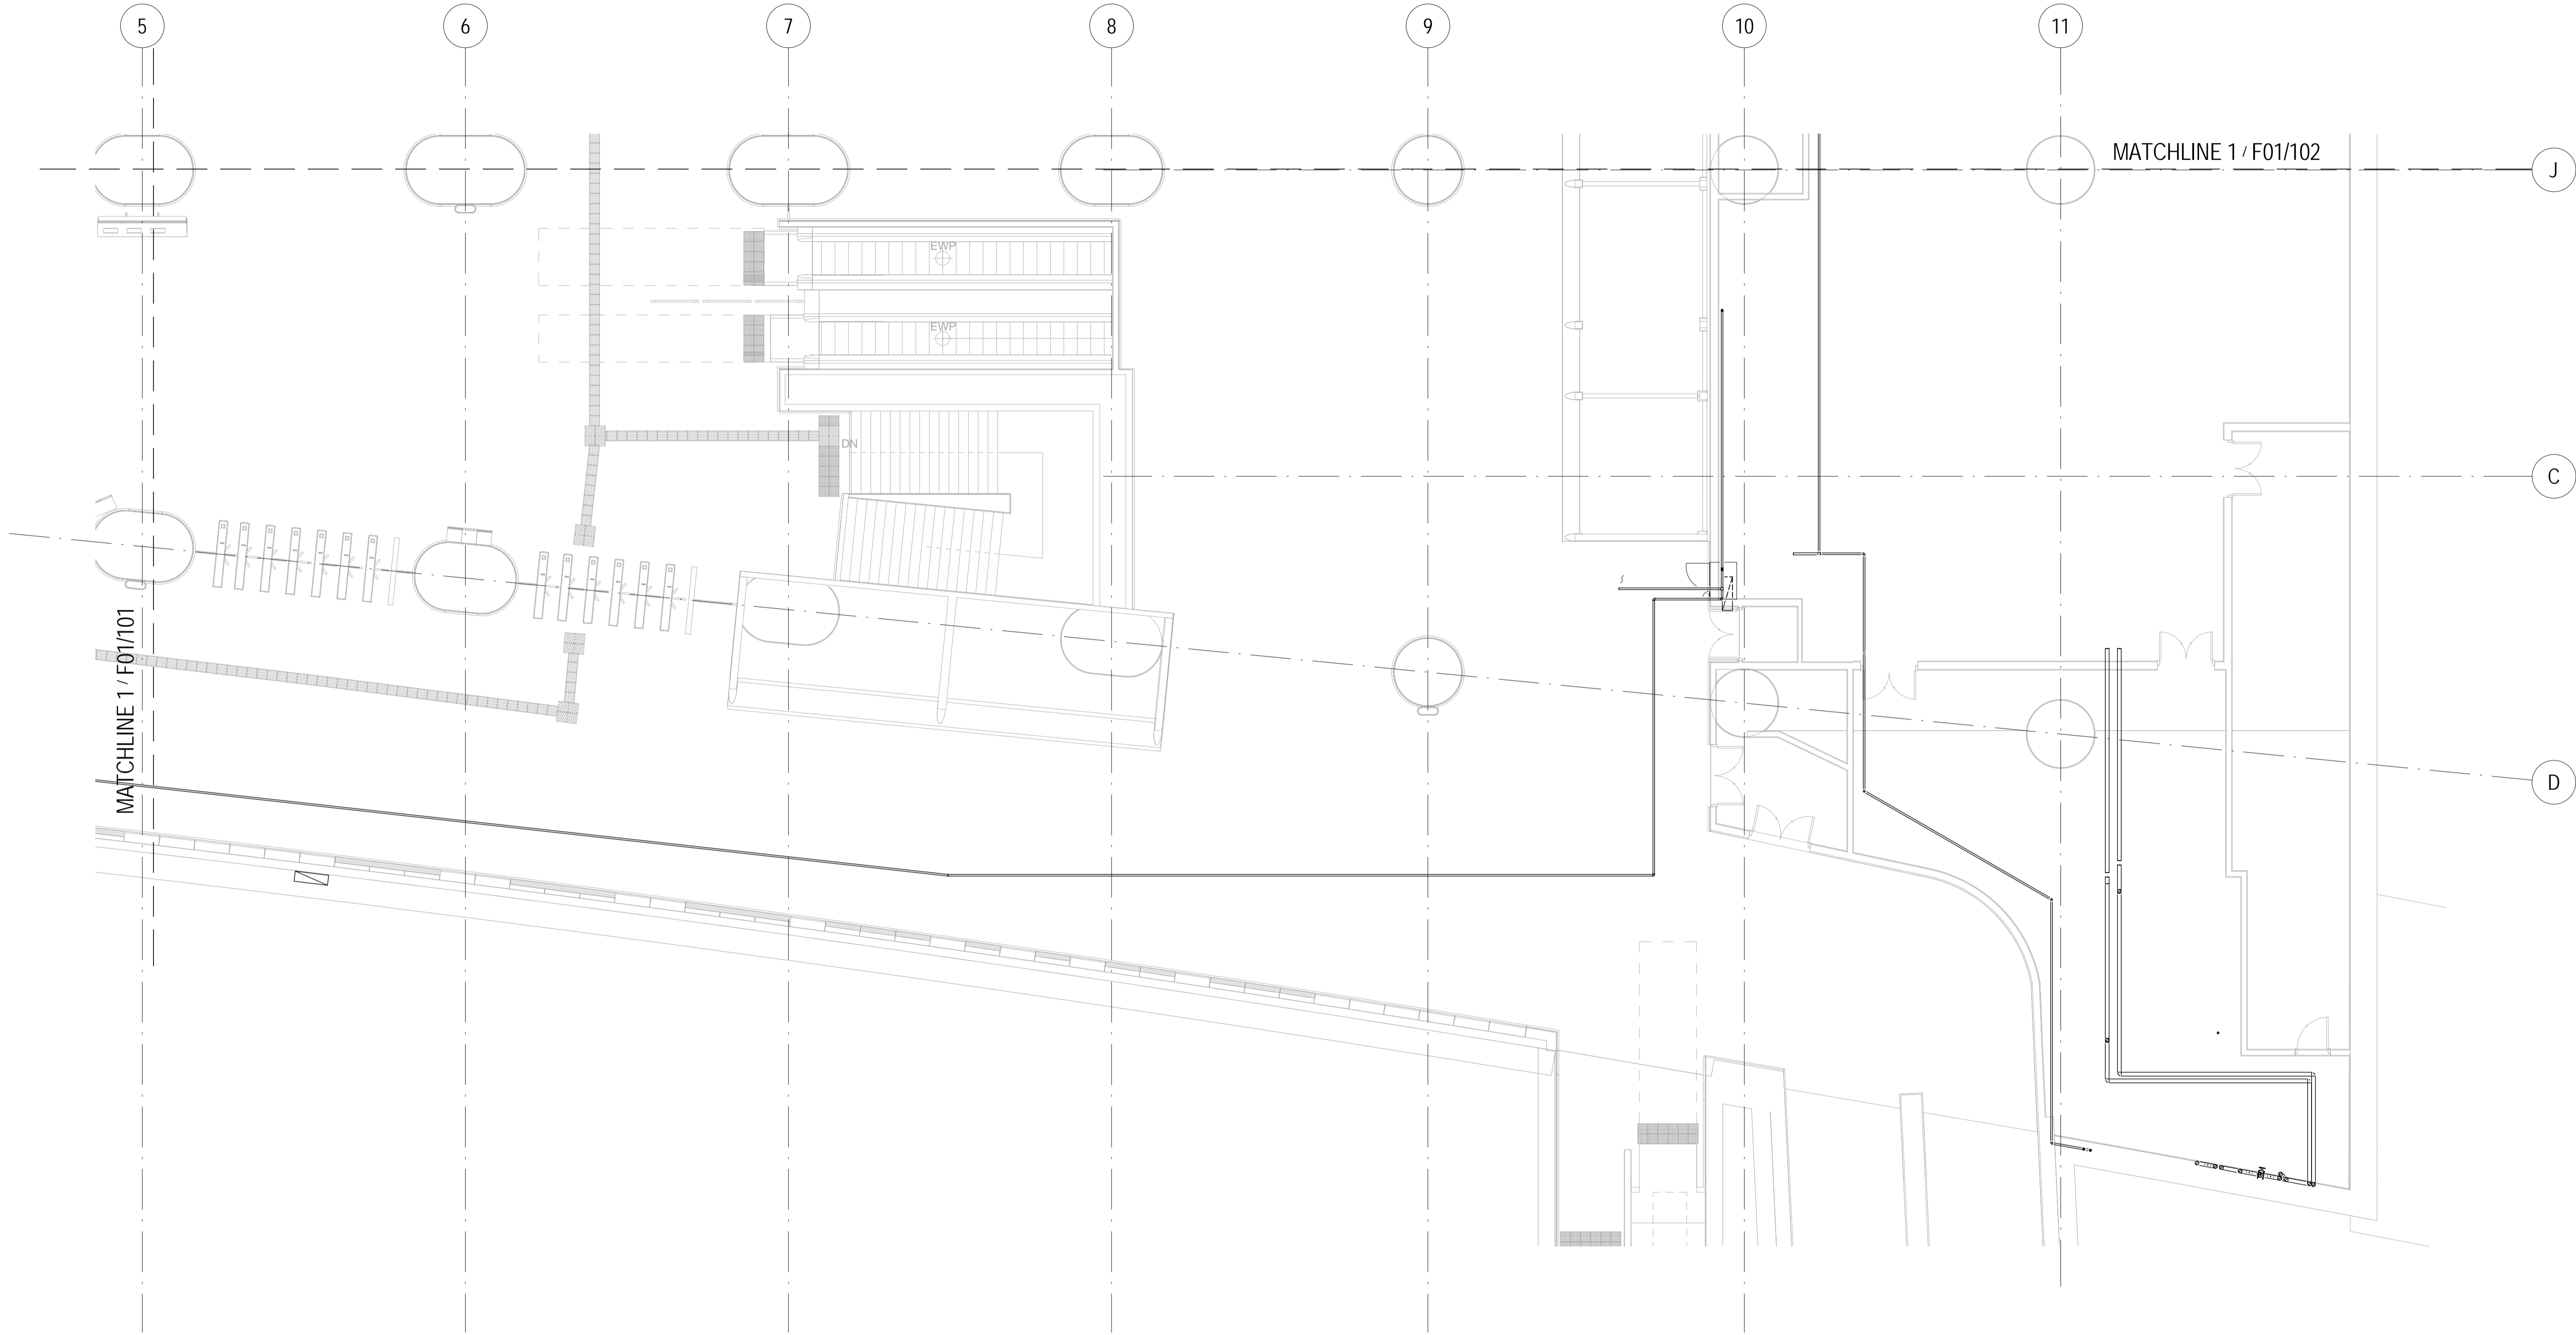 5 6 7 8 9 10 11
MATCHLINE 1 / F01/102
J
EWP
EWP
DN
C
MATCHLINE 1 / F01/101
D